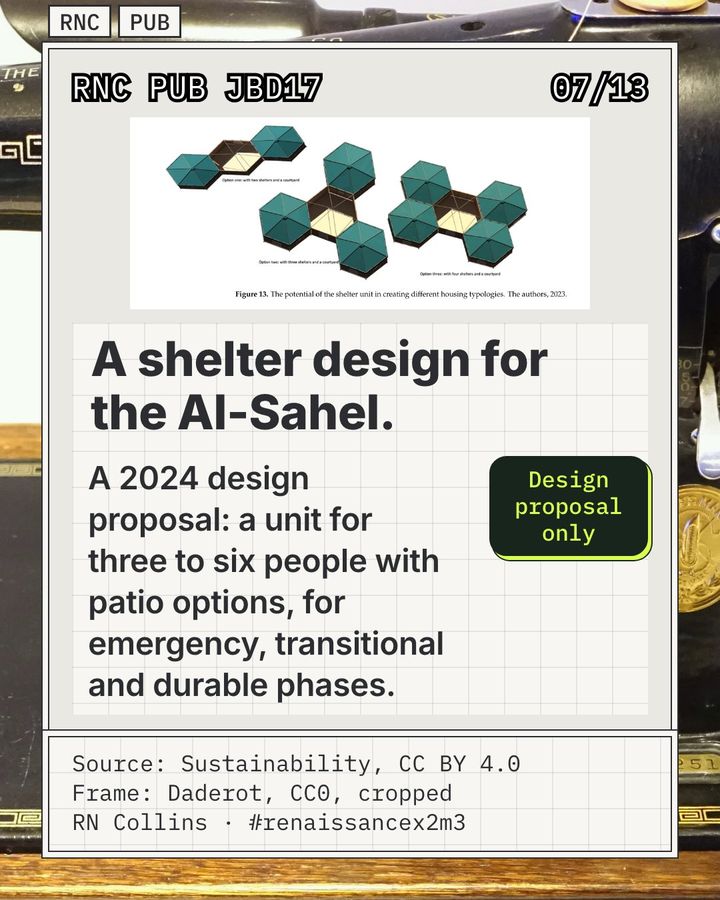 RNC PUB
RNC PUB JBD17 07/13
Option one: with two shelters and a courtyard
Option two: with three shelters and a courtyard
Option three: with four shelters and a courtyard
Figure 13. The potential of the shelter unit in creating different housing typologies. The authors, 2023.
A shelter design for
the Al-Sahel.
A 2024 design
proposal: a unit for
three to six people with
patio options, for
emergency, transitional
and durable phases.
Design
proposal
only
Source: Sustainability, CC BY 4.0
Frame: Daderot, CC0, cropped
RN Collins · #renaissancex2m3
THE